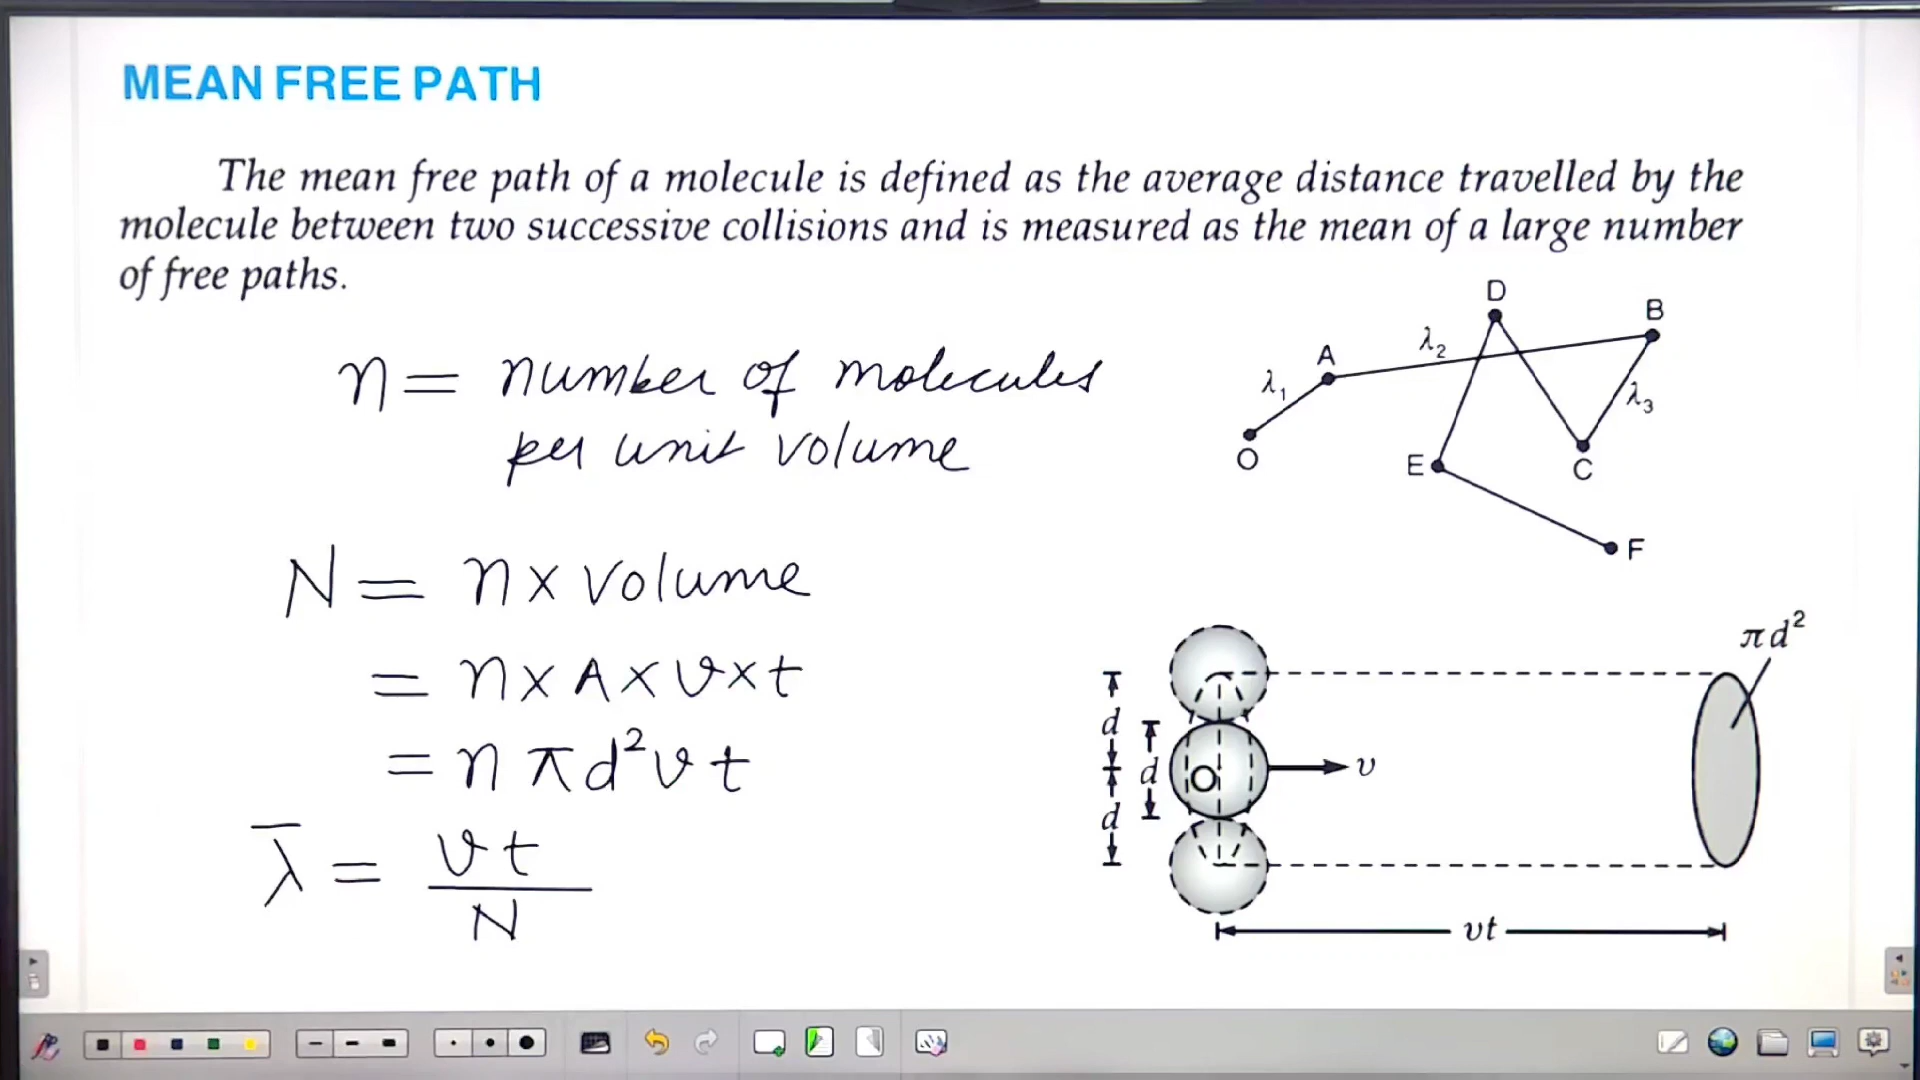 MEAN FREE PATH
The mean free path of a molecule is defined as the average distance travelled by the
molecule between two successive collisions and is measured as the mean of a large number
of free paths.
n = number of molecules
per unit volume
N = n x volume
= n x A x v x t
= n π d² v t
λ̄ = vt / N
D
B
A
λ₂
λ₁
λ₃
O
E
C
F
πd²
d
d
O
v
d
vt